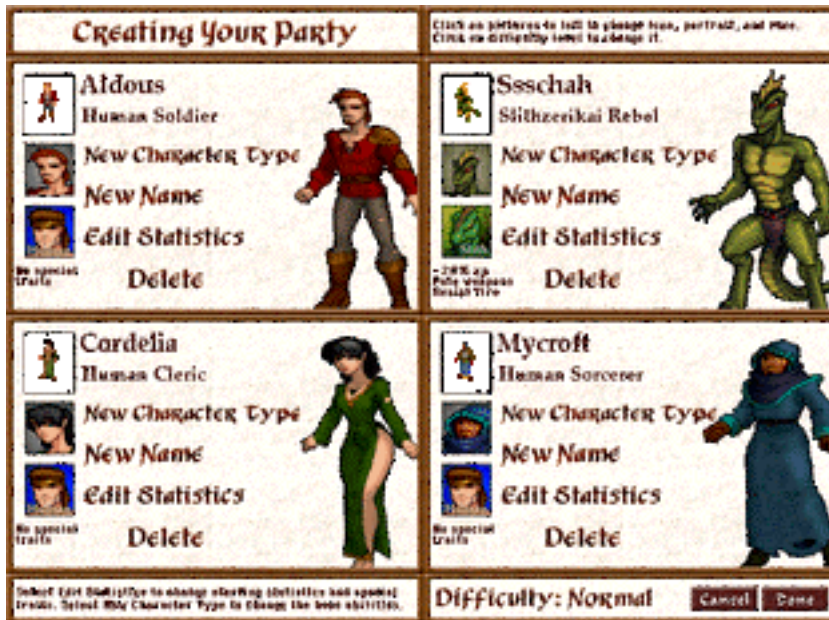 Creating Your Party
Click on pictures to left to change icon, portrait, and more.
Click on difficulty level to change it.
Aldous
Human Soldier
New Character Type
New Name
Edit Statistics
No special
traits
Delete
Ssschah
Slithzerikai Rebel
New Character Type
New Name
Edit Statistics
Pole weapons
Delete
Cordelia
Human Cleric
New Character Type
New Name
Edit Statistics
No special
traits
Delete
Mycroft
Human Sorcerer
New Character Type
New Name
Edit Statistics
No special
traits
Delete
Select Edit Statistics to change starting statistics and special
traits. Select New Character Type to change the base abilities.
Difficulty: Normal
Cancel
Done